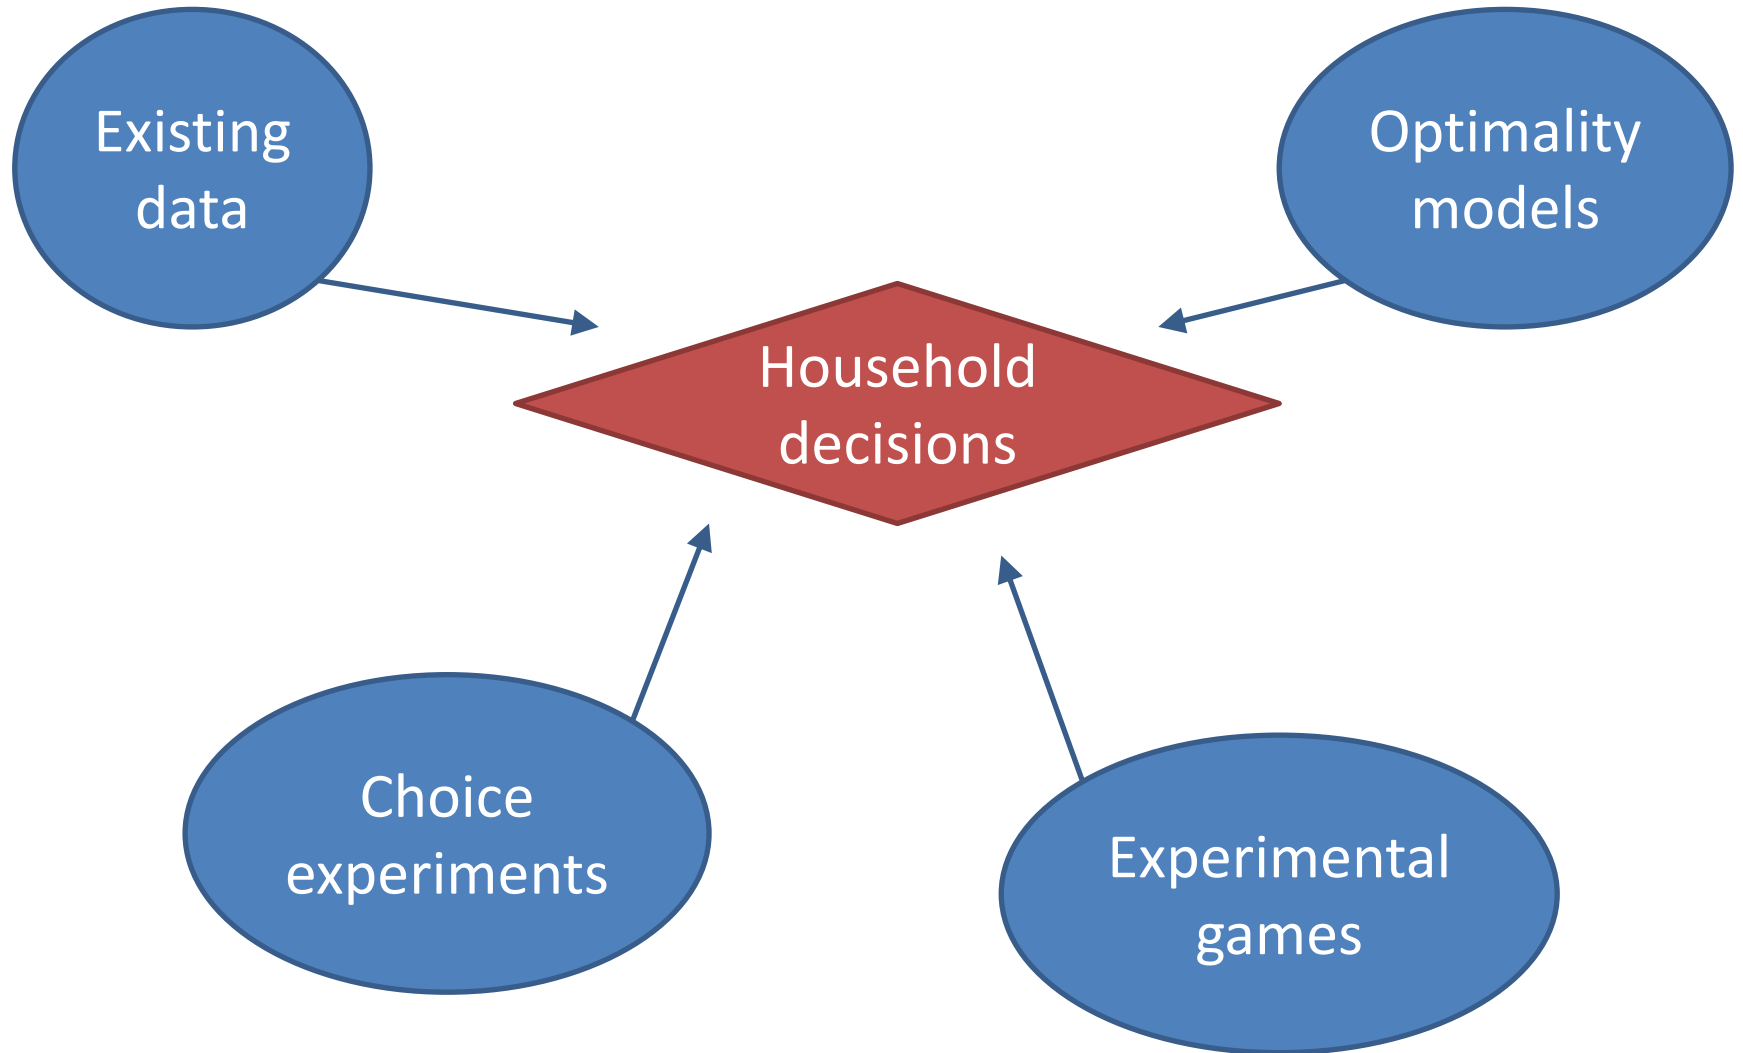 Existing
data
Optimality
models
Household
decisions
Choice
experiments
Experimental
games